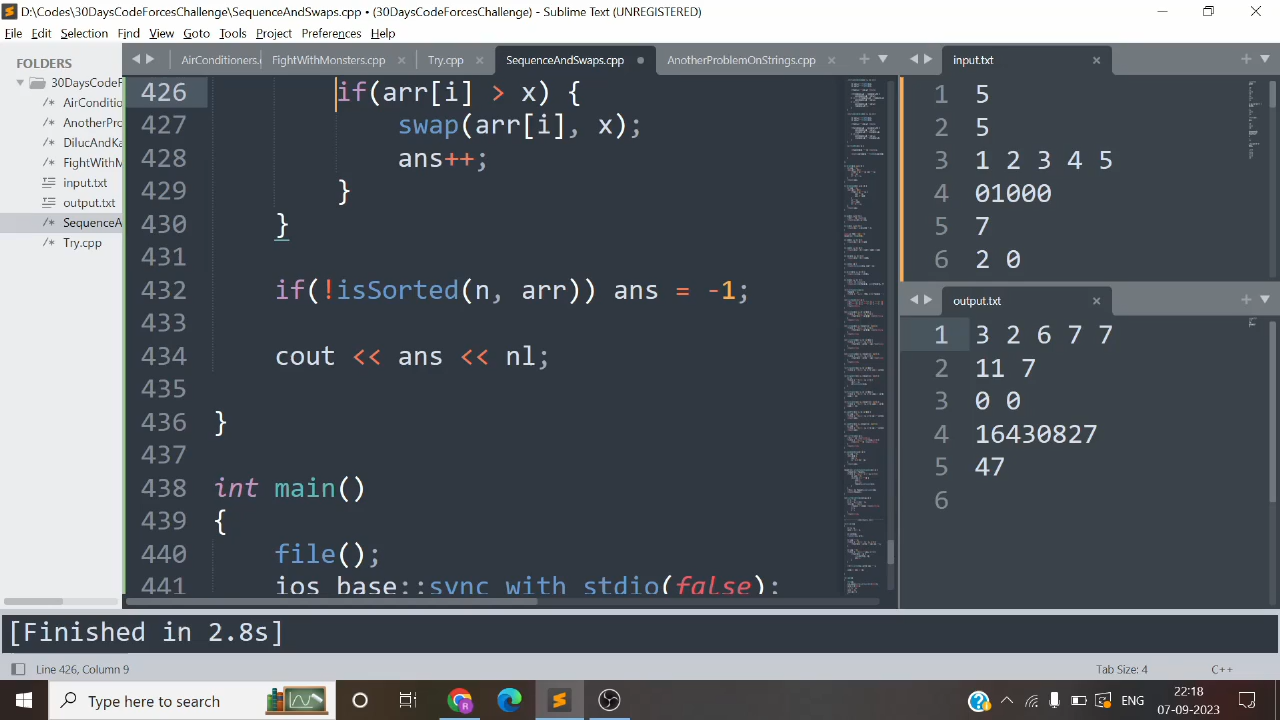 D:\Codes\30DaysCodeForcesChallenge\SequenceAndSwaps.cpp • (30DaysCodeForcesChallenge) - Sublime Text (UNREGISTERED)
File Edit Selection Find View Goto Tools Project Preferences Help
FOLDERS
30DaysCodeF
AirConditio
AnotherPro
FightWithM
input.txt
output.txt
SequenceA
Try.cpp
AirConditioners.
FightWithMonsters.cpp
Try.cpp
SequenceAndSwaps.cpp
AnotherProblemOnStrings.cpp
426 if(arr[i] > x) {
427 swap(arr[i], x);
428 ans++;
429 }
430 }
431
432 if(!isSorted(n, arr)) ans = -1;
433
434 cout << ans << nl;
435
436 }
437
438 int main()
439 {
440 file();
441 ios_base::sync_with_stdio(false);
input.txt
1 5
2 5
3 1 2 3 4 5
4 01000
5 7
6 2 0
output.txt
1 3 2 6 7 7
2 11 7
3 0 0
4 16430827
5 47
6
[Finished in 2.8s]
Line 426, Column 9
Tab Size: 4
C++
Type here to search
ENG
22:18
07-09-2023